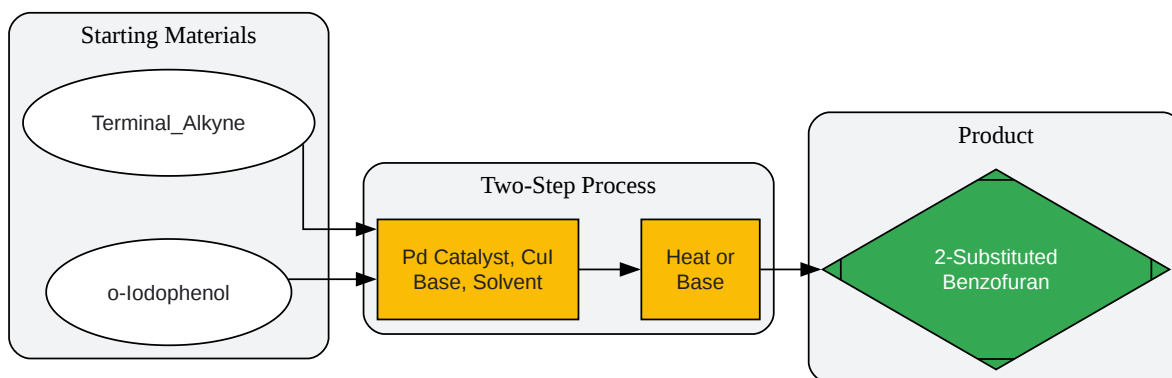 Starting Materials
Terminal_Alkyne
o-Iodophenol
Two-Step Process
Pd Catalyst, CuI
Base, Solvent
Heat or
Base
Product
2-Substituted
Benzofuran